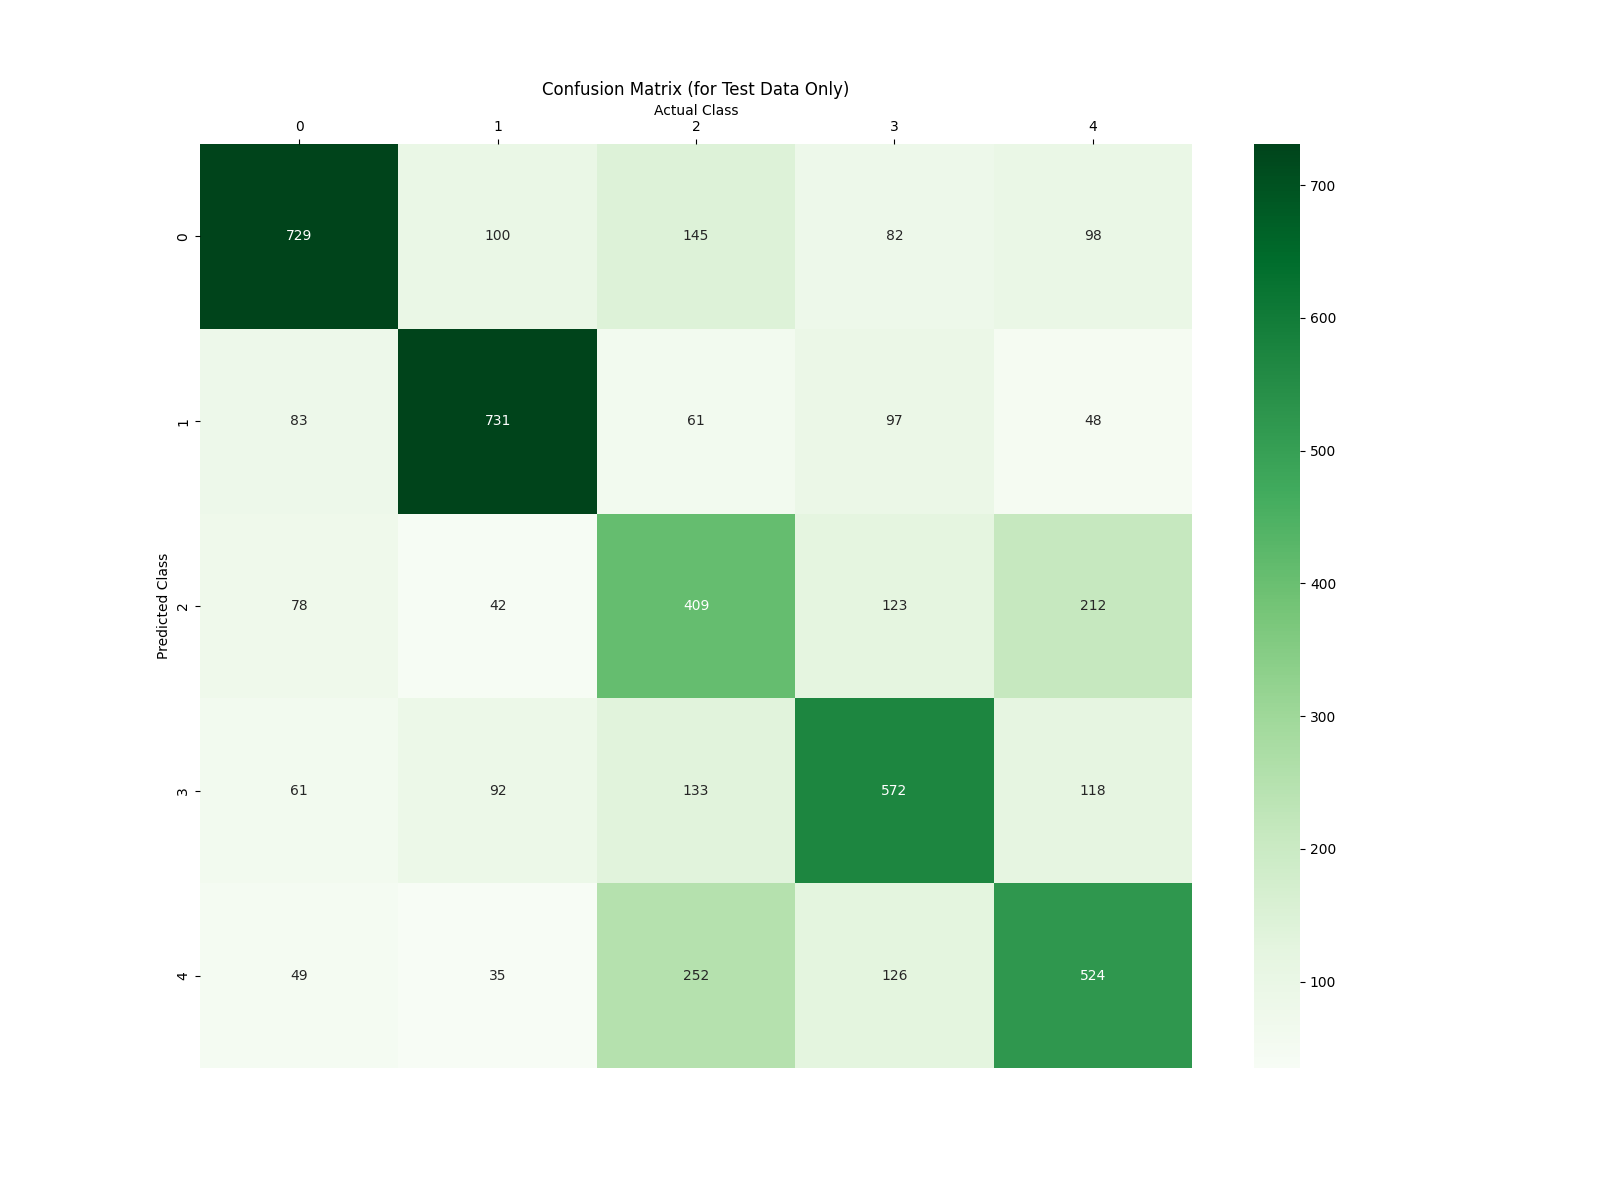 Confusion Matrix (for Test Data Only)
Actual Class
0 1 2 3 4
Predicted Class
0 729 100 145 82 98
1 83 731 61 97 48
2 78 42 409 123 212
3 61 92 133 572 118
4 49 35 252 126 524
700
600
500
400
300
200
100